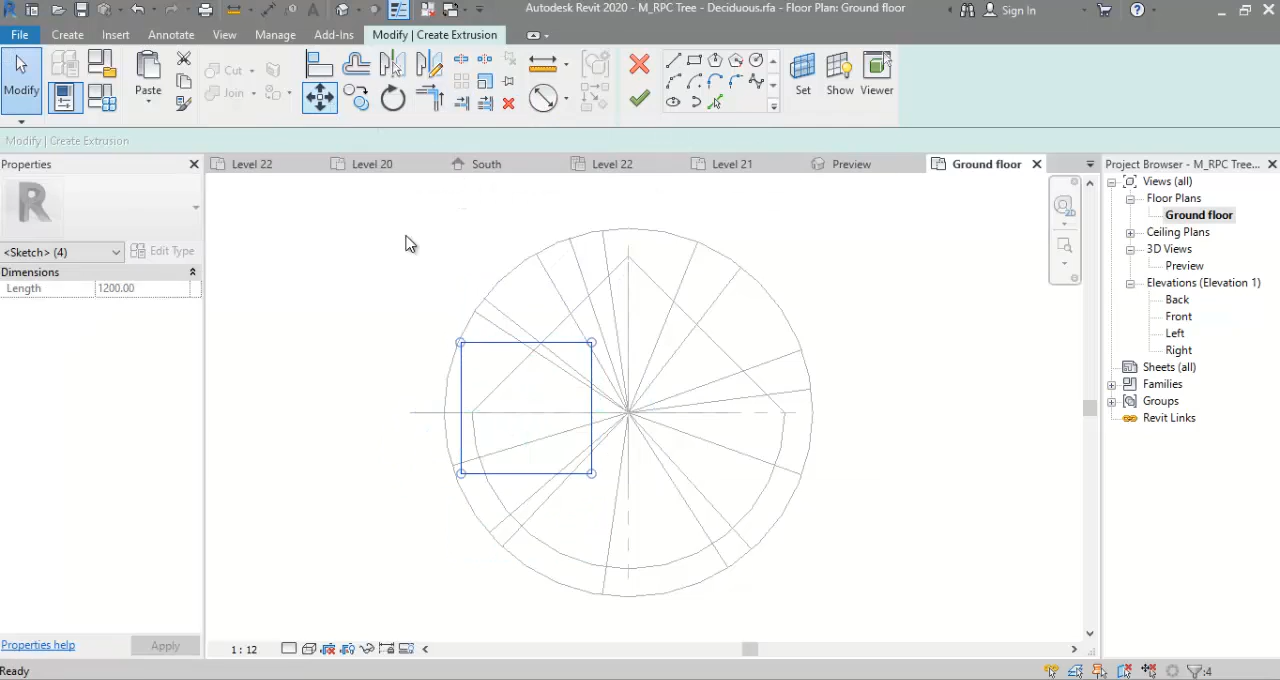 Autodesk Revit 2020 - M_RPC Tree - Deciduous.rfa - Floor Plan: Ground floor
Sign In
File Create Insert Annotate View Manage Add-Ins Modify | Create Extrusion
Modify
Paste
Cut
Join
Set Show Viewer
Modify | Create Extrusion
Properties
Level 22 Level 20 South Level 22 Level 21 Preview Ground floor
Project Browser - M_RPC Tree...
R
<Sketch> (4) Edit Type
Dimensions
Length 1200.00
2D
Views (all)
Floor Plans
Ground floor
Ceiling Plans
3D Views
Preview
Elevations (Elevation 1)
Back
Front
Left
Right
Sheets (all)
Families
Groups
Revit Links
Properties help Apply
1 : 12
Ready
:4